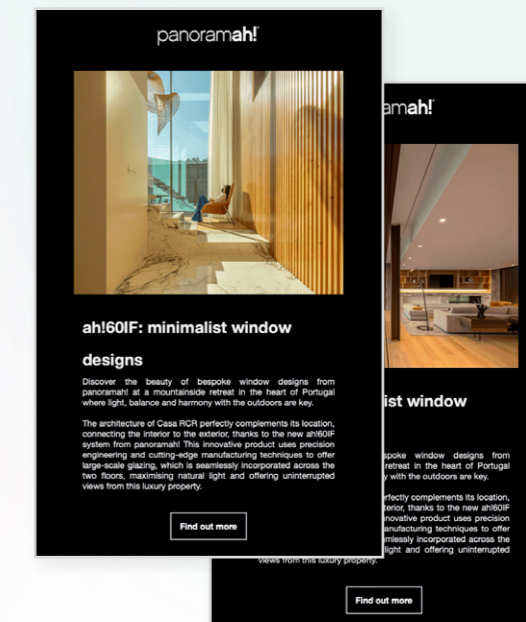 panoramah!
ah!60IF: minimalist window
designs
Discover the beauty of bespoke window designs from
panoramah! at a mountainside retreat in the heart of Portugal
where light, balance and harmony with the outdoors are key.
The architecture of Casa RCR perfectly complements its location,
connecting the interior to the exterior, thanks to the new ah!60IF
system from panoramah! This innovative product uses precision
engineering and cutting-edge manufacturing techniques to offer
large-scale glazing, which is seamlessly incorporated across the
two floors, maximising natural light and offering uninterrupted
views from this luxury property.
Find out more
amah!
ist window
spoke window designs from
retreat in the heart of Portugal
y with the outdoors are key.
rfectly complements its location,
terior, thanks to the new ah!60IF
novative product uses precision
anufacturing techniques to offer
mlessly incorporated across the
light and offering uninterrupted
views from this luxury property.
Find out more